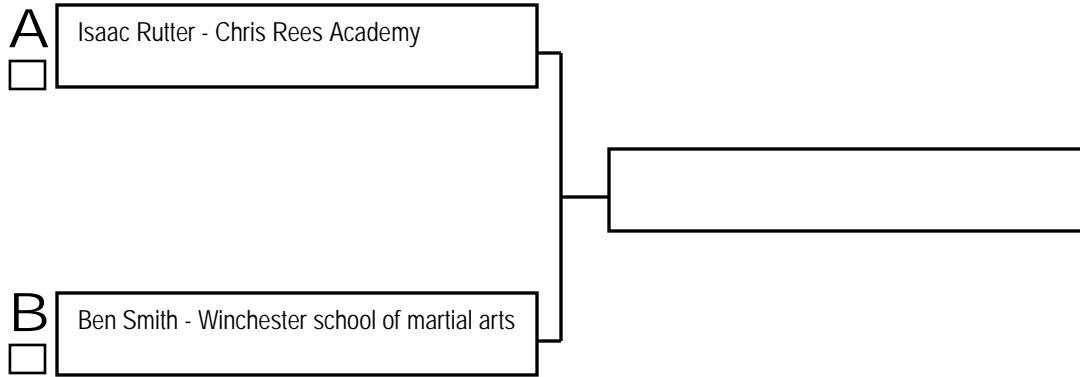 A
Isaac Rutter - Chris Rees Academy
B
Ben Smith - Winchester school of martial arts